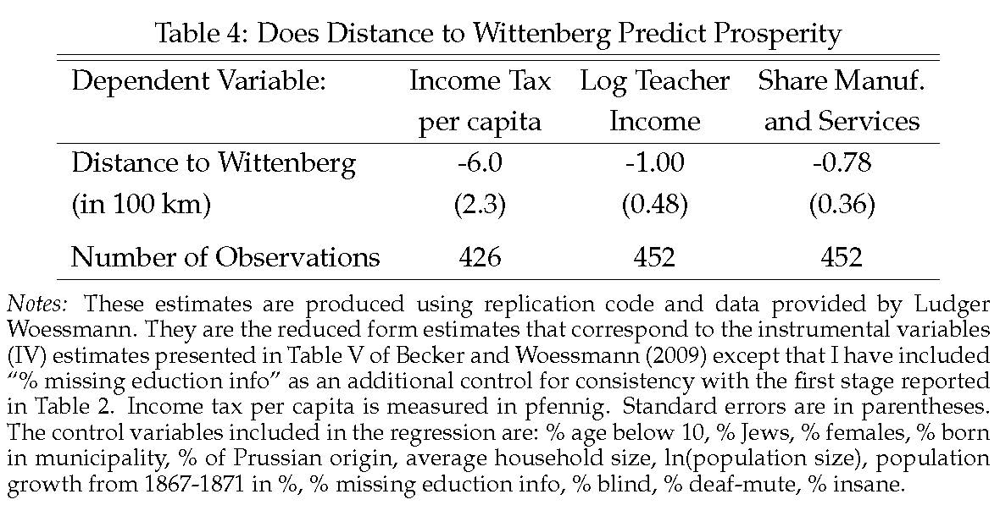 Table 4: Does Distance to Wittenberg Predict Prosperity
Dependent Variable: Income Tax Log Teacher Share Manuf.
per capita Income and Services
Distance to Wittenberg -6.0 -1.00 -0.78
(in 100 km) (2.3) (0.48) (0.36)
Number of Observations 426 452 452
Notes: These estimates are produced using replication code and data provided by Ludger
Woessmann. They are the reduced form estimates that correspond to the instrumental variables
(IV) estimates presented in Table V of Becker and Woessmann (2009) except that I have included
“% missing eduction info” as an additional control for consistency with the first stage reported
in Table 2. Income tax per capita is measured in pfennig. Standard errors are in parentheses.
The control variables included in the regression are: % age below 10, % Jews, % females, % born
in municipality, % of Prussian origin, average household size, ln(population size), population
growth from 1867-1871 in %, % missing eduction info, % blind, % deaf-mute, % insane.